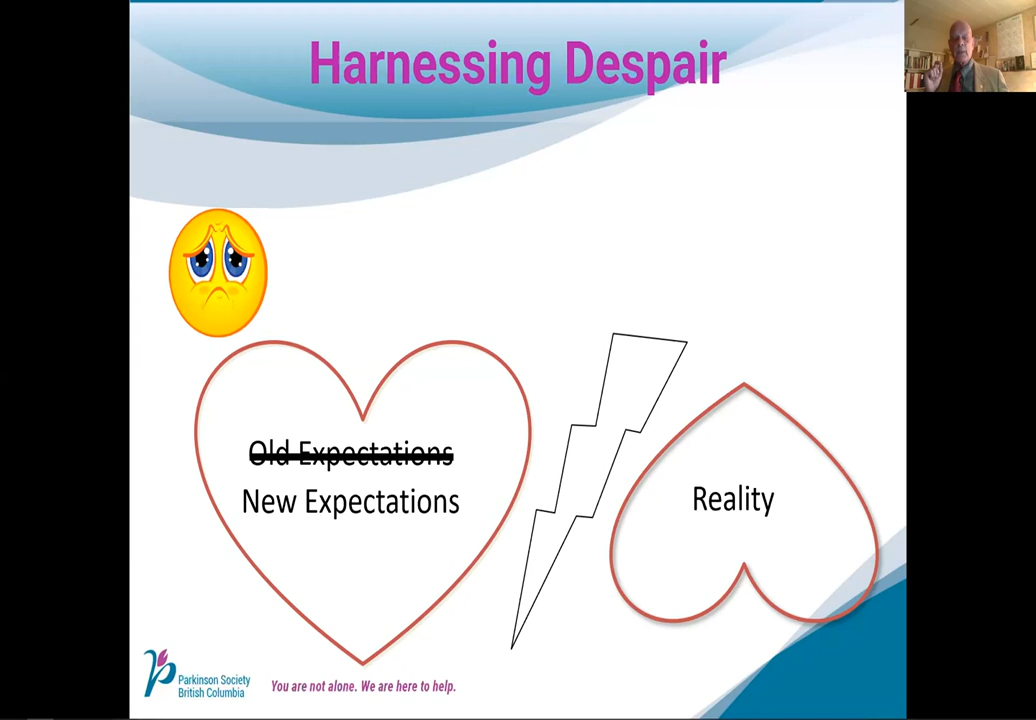 Harnessing Despair
Old Expectations
New Expectations
Reality
Parkinson Society
British Columbia
You are not alone. We are here to help.